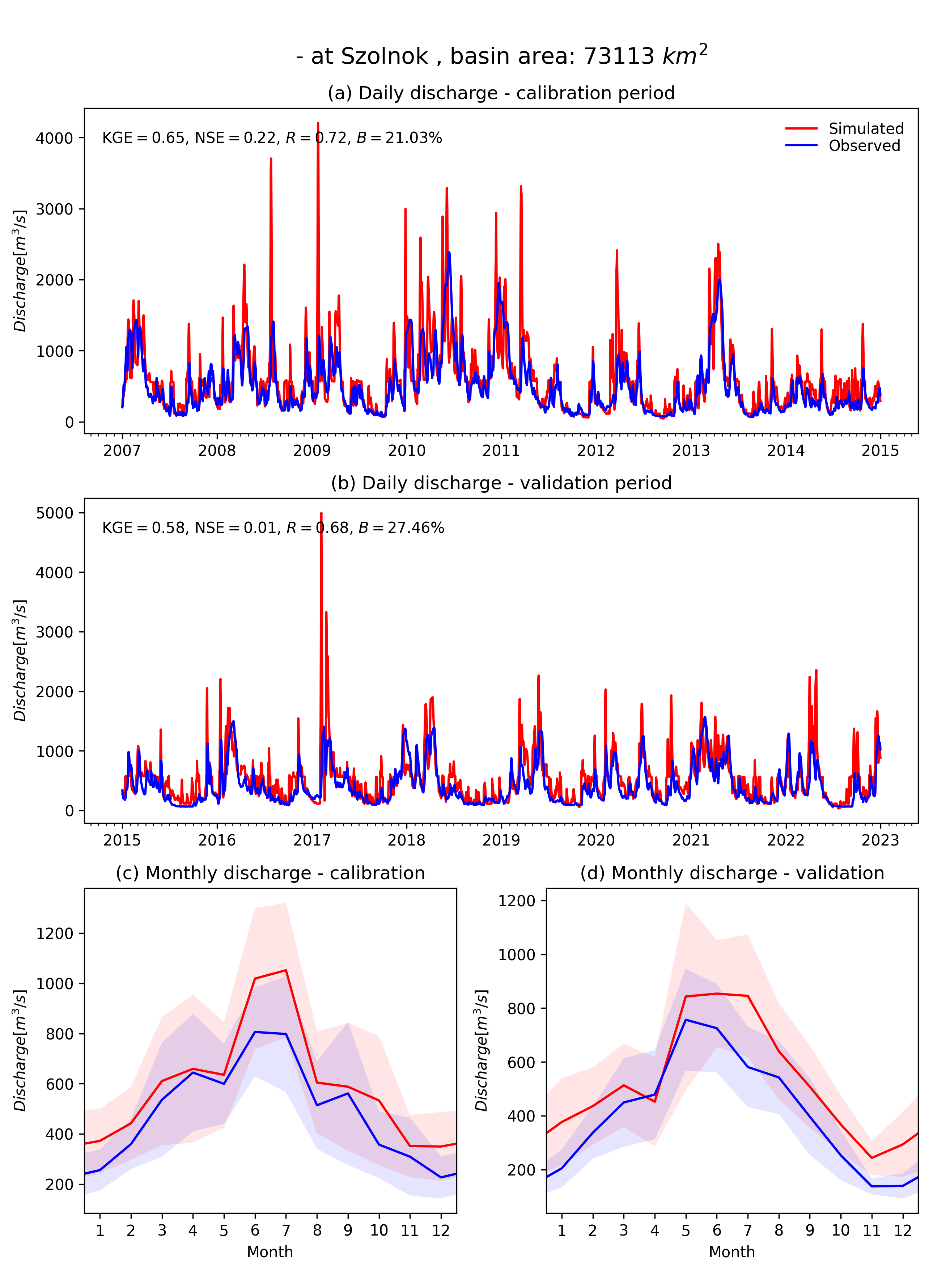 - at Szolnok , basin area: 73113 km²
(a) Daily discharge - calibration period
KGE = 0.65, NSE = 0.22, R = 0.72, B = 21.03%
Simulated
Observed
Discharge[m³/s]
4000
3000
2000
1000
0
2007 2008 2009 2010 2011 2012 2013 2014 2015
(b) Daily discharge - validation period
KGE = 0.58, NSE = 0.01, R = 0.68, B = 27.46%
Discharge[m³/s]
5000
4000
3000
2000
1000
0
2015 2016 2017 2018 2019 2020 2021 2022 2023
(c) Monthly discharge - calibration
Discharge[m³/s]
1200
1000
800
600
400
200
1 2 3 4 5 6 7 8 9 10 11 12
Month
(d) Monthly discharge - validation
Discharge[m³/s]
1200
1000
800
600
400
200
1 2 3 4 5 6 7 8 9 10 11 12
Month